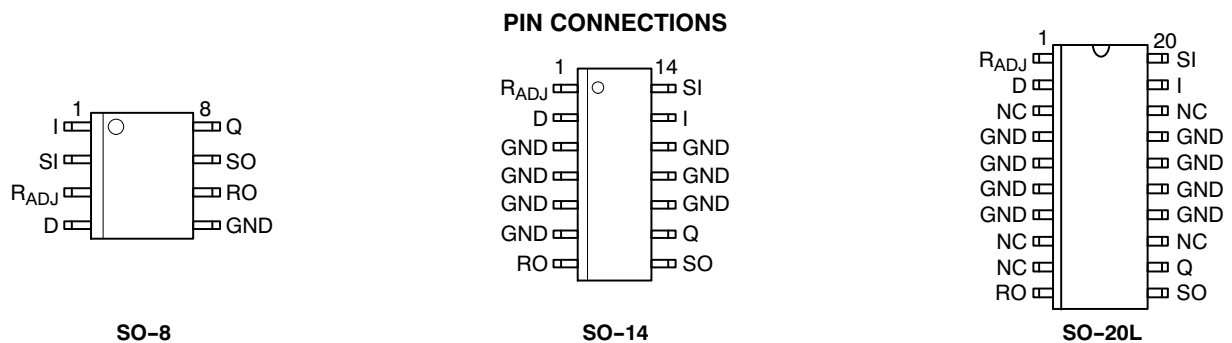 PIN CONNECTIONS
1 8
I Q
SI SO
RADJ RO
D GND
SO−8
1 14
RADJ SI
D I
GND GND
GND GND
GND GND
GND Q
RO SO
SO−14
1 20
RADJ SI
D I
NC NC
GND GND
GND GND
GND GND
GND GND
NC NC
NC Q
RO SO
SO−20L